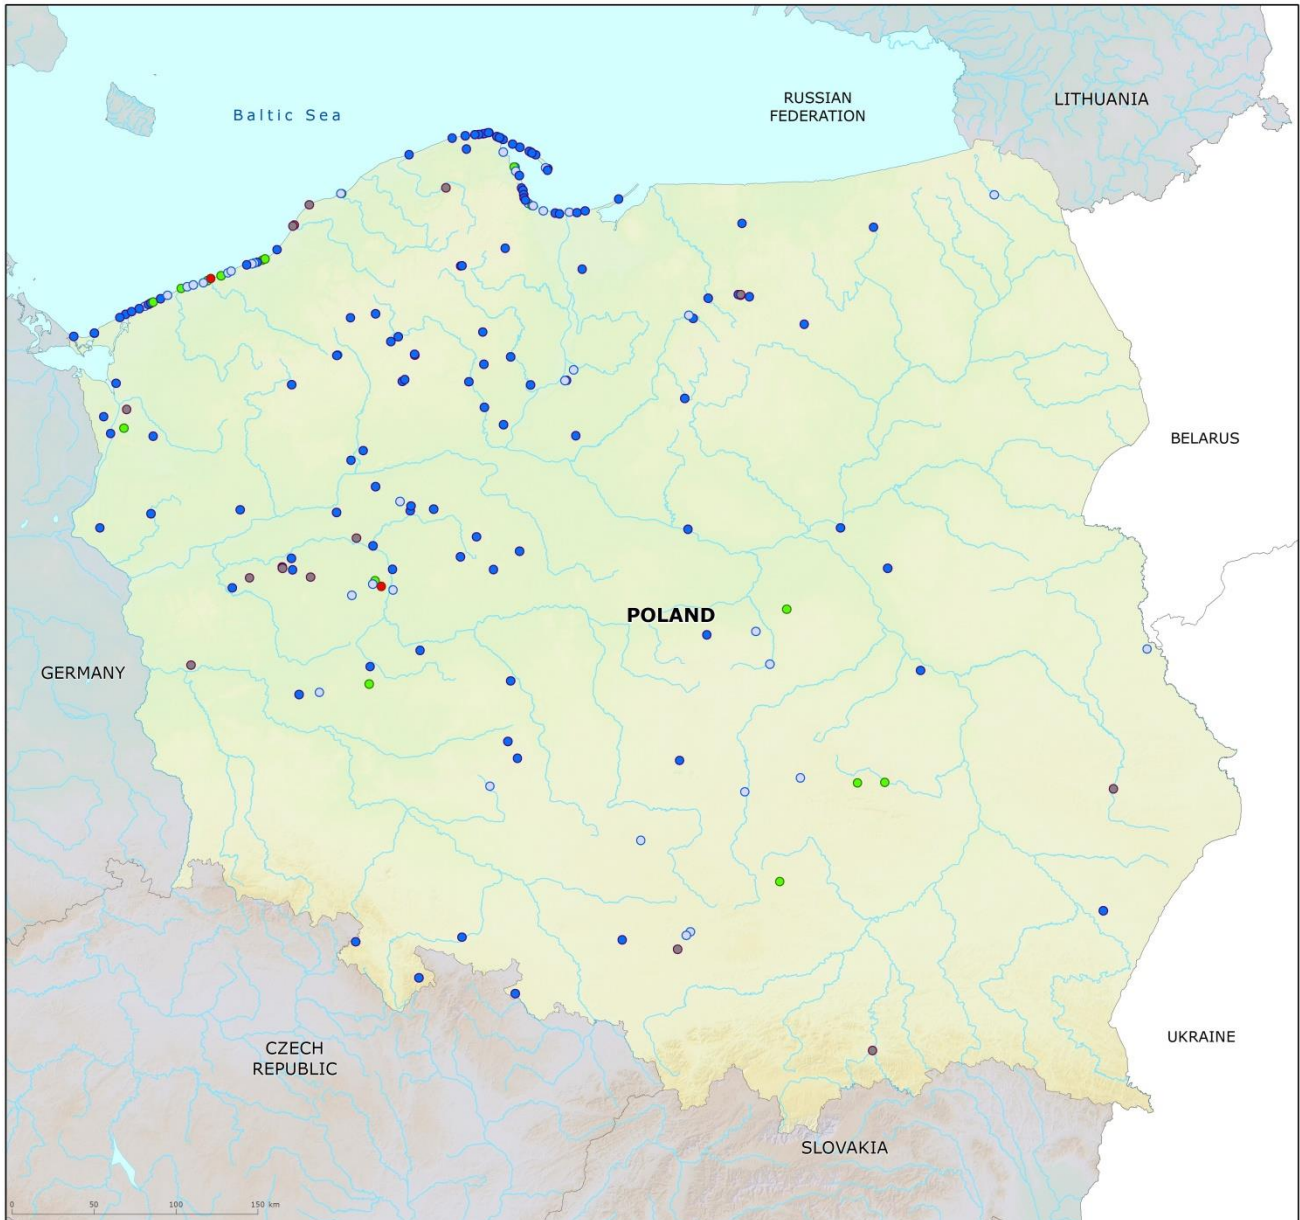 RUSSIAN
FEDERATION
LITHUANIA
Baltic Sea
BELARUS
POLAND
GERMANY
UKRAINE
CZECH
REPUBLIC
SLOVAKIA
0 50 100 150 km